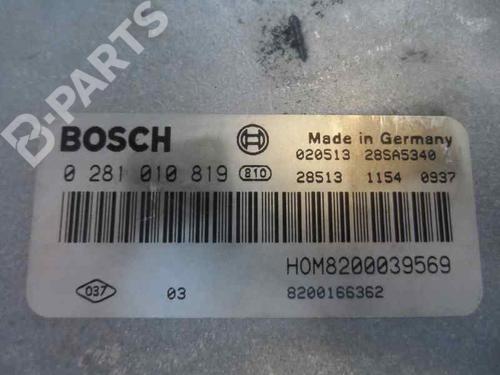 B-PARTS
BOSCH
Made in Germany
020513 28SA5340
0 281 010 819 810
28513 1154 0937
HOM8200039569
037 03
8200166362